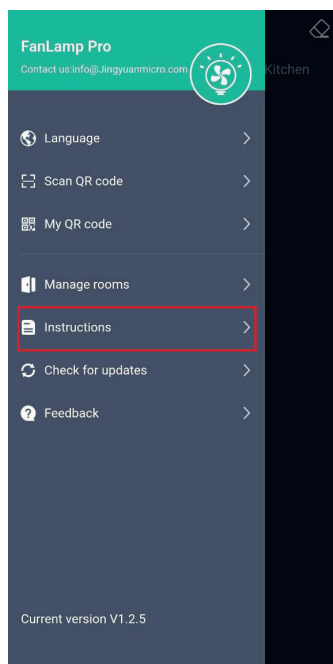 FanLamp Pro
Contact us:info@Jingyuanmicro.com
Kitchen
Language
Scan QR code
My QR code
Manage rooms
Instructions
Check for updates
Feedback
Current version V1.2.5